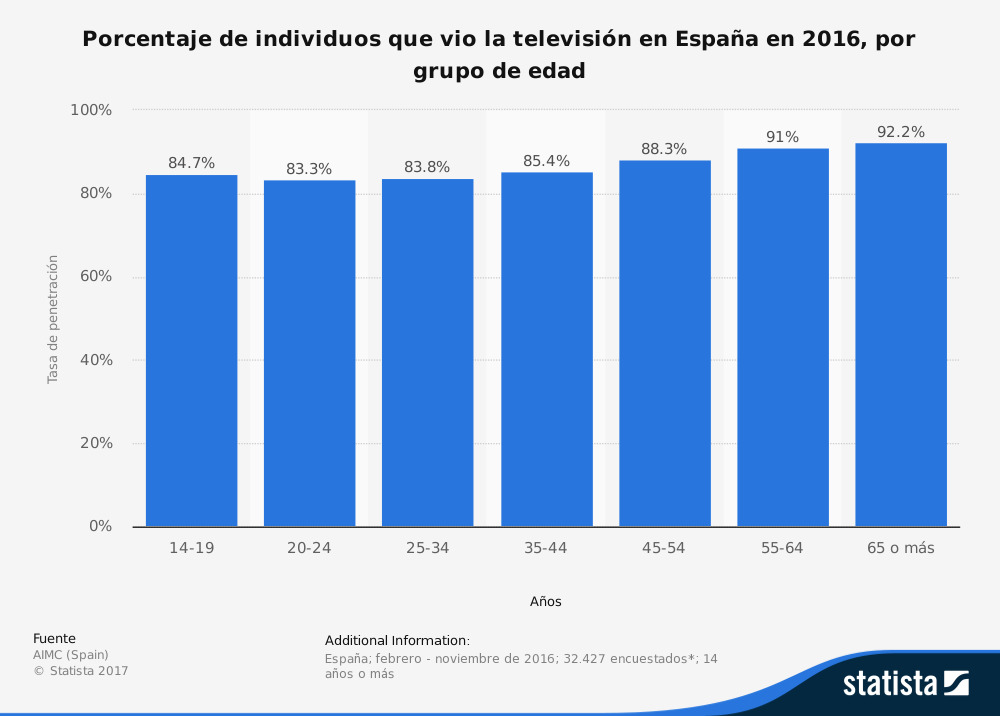 Porcentaje de individuos que vio la televisión en España en 2016, por
grupo de edad
Tasa de penetración
100%
80%
60%
40%
20%
0%
84.7%
83.3%
83.8%
85.4%
88.3%
91%
92.2%
14-19
20-24
25-34
35-44
45-54
55-64
65 o más
Años
Fuente
AIMC (Spain)
© Statista 2017
Additional Information:
España; febrero - noviembre de 2016; 32.427 encuestados*; 14
años o más
statista